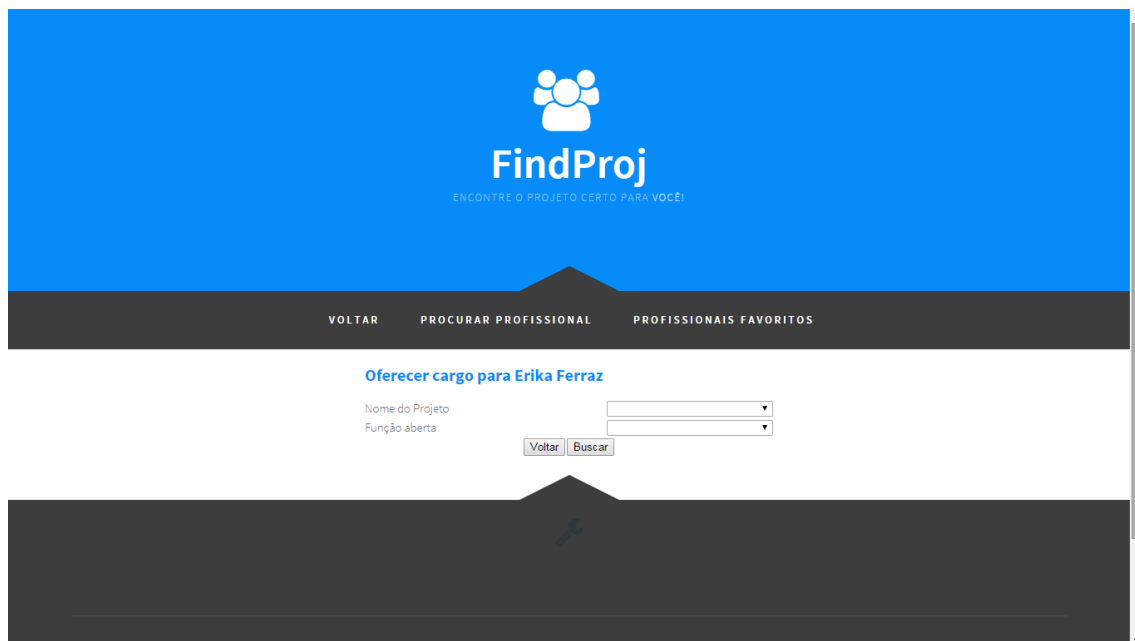 FindProj
ENCONTRE O PROJETO CERTO PARA VOCÊ!
VOLTAR PROCURAR PROFISSIONAL PROFISSIONAIS FAVORITOS
Oferecer cargo para Erika Ferraz
Nome do Projeto
Função aberta
Voltar Buscar